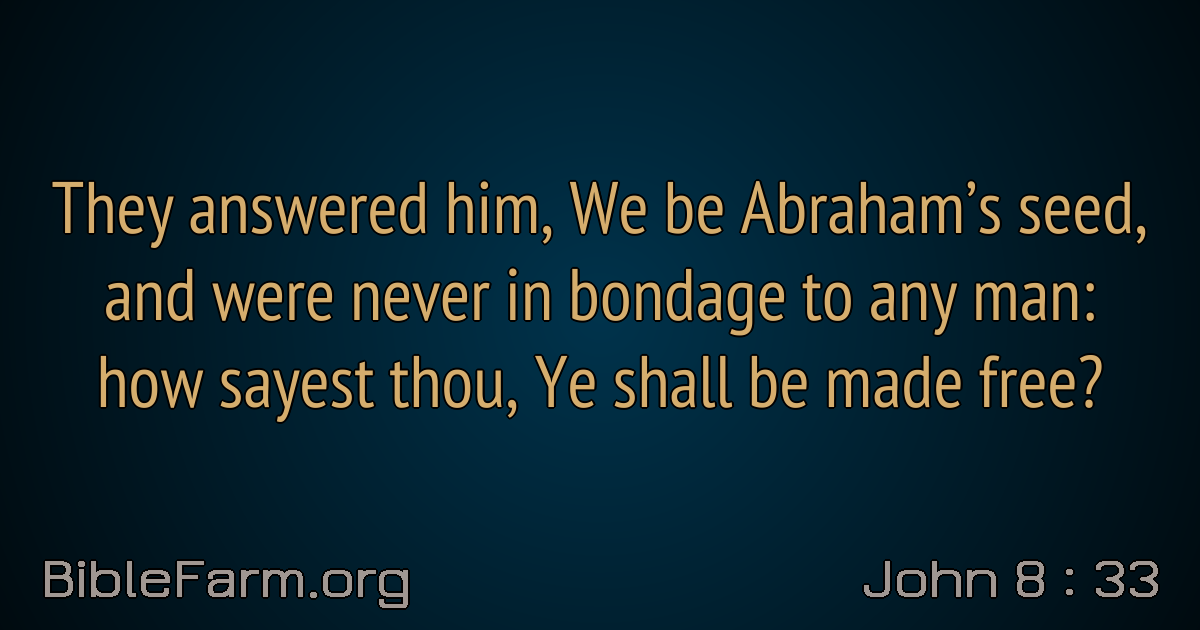 They answered him, We be Abraham’s seed,
and were never in bondage to any man:
how sayest thou, Ye shall be made free?
BibleFarm.org
John 8 : 33